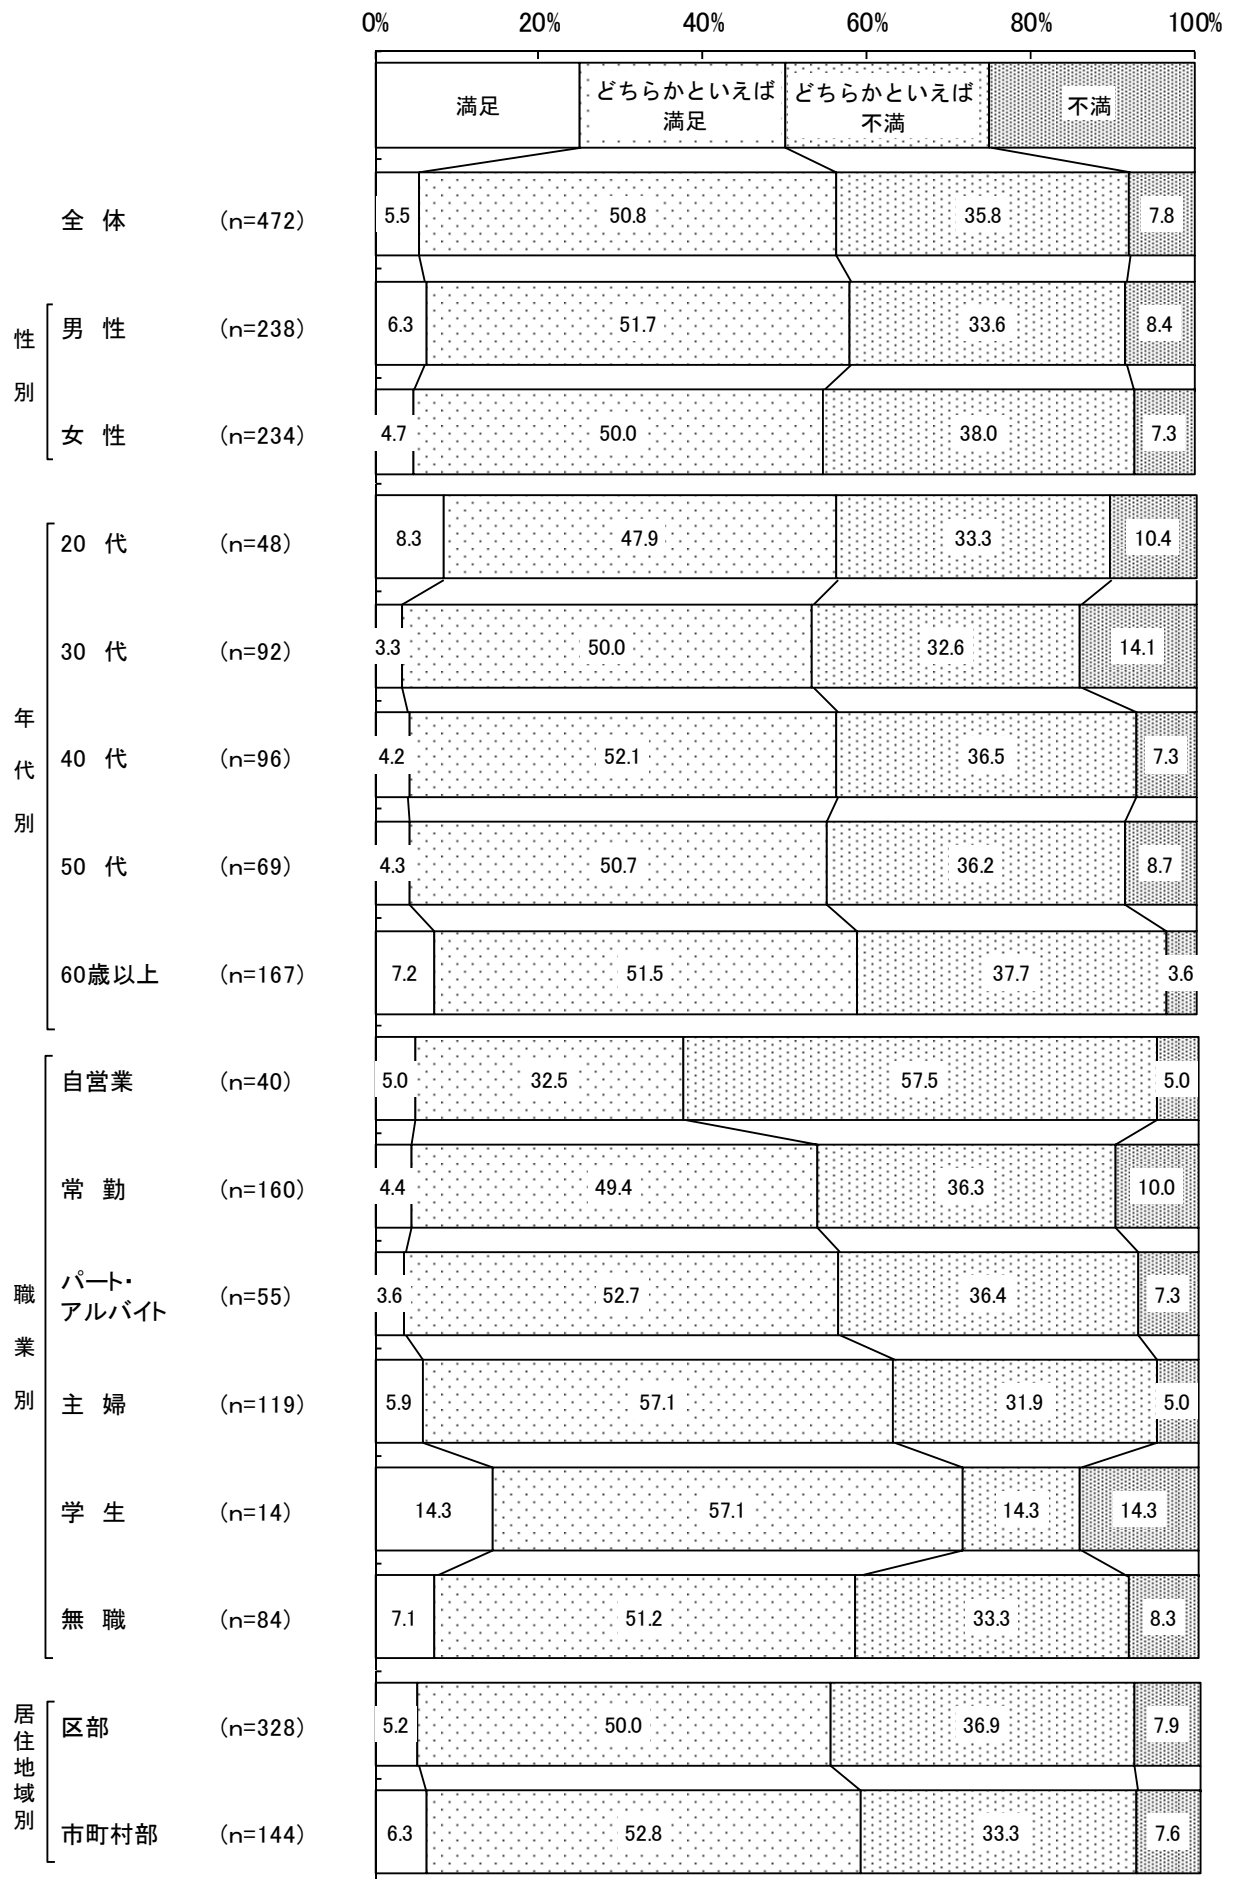 0% 20% 40% 60% 80% 100%
満足 どちらかといえば満足 どちらかといえば不満 不満
全 体 (n=472) 5.5 50.8 35.8 7.8
性別
男 性 (n=238) 6.3 51.7 33.6 8.4
女 性 (n=234) 4.7 50.0 38.0 7.3
年代別
20 代 (n=48) 8.3 47.9 33.3 10.4
30 代 (n=92) 3.3 50.0 32.6 14.1
40 代 (n=96) 4.2 52.1 36.5 7.3
50 代 (n=69) 4.3 50.7 36.2 8.7
60歳以上 (n=167) 7.2 51.5 37.7 3.6
職業別
自営業 (n=40) 5.0 32.5 57.5 5.0
常 勤 (n=160) 4.4 49.4 36.3 10.0
パート・
アルバイト (n=55) 3.6 52.7 36.4 7.3
主 婦 (n=119) 5.9 57.1 31.9 5.0
学 生 (n=14) 14.3 57.1 14.3 14.3
無 職 (n=84) 7.1 51.2 33.3 8.3
居住地域別
区部 (n=328) 5.2 50.0 36.9 7.9
市町村部 (n=144) 6.3 52.8 33.3 7.6